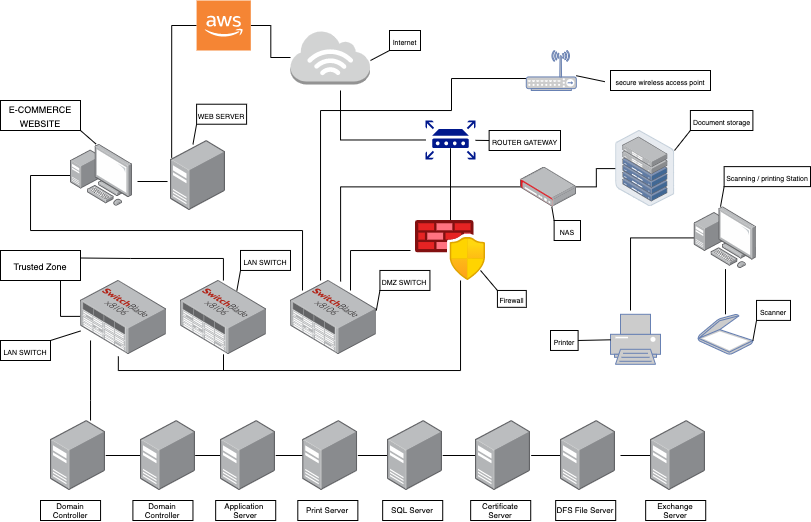 aws
Internet
secure wireless access point
E-COMMERCE
WEBSITE
WEB SERVER
Document storage
ROUTER GATEWAY
Scanning / printing Station
NAS
LAN SWITCH
Trusted Zone
DMZ SWITCH
Firewall
SwitchBlade
x8106
SwitchBlade
x8106
SwitchBlade
x8106
Scanner
Printer
LAN SWITCH
Domain
Controller
Domain
Controller
Application
Server
Print Server
SQL Server
Certificate
Server
DFS File Server
Exchange
Server